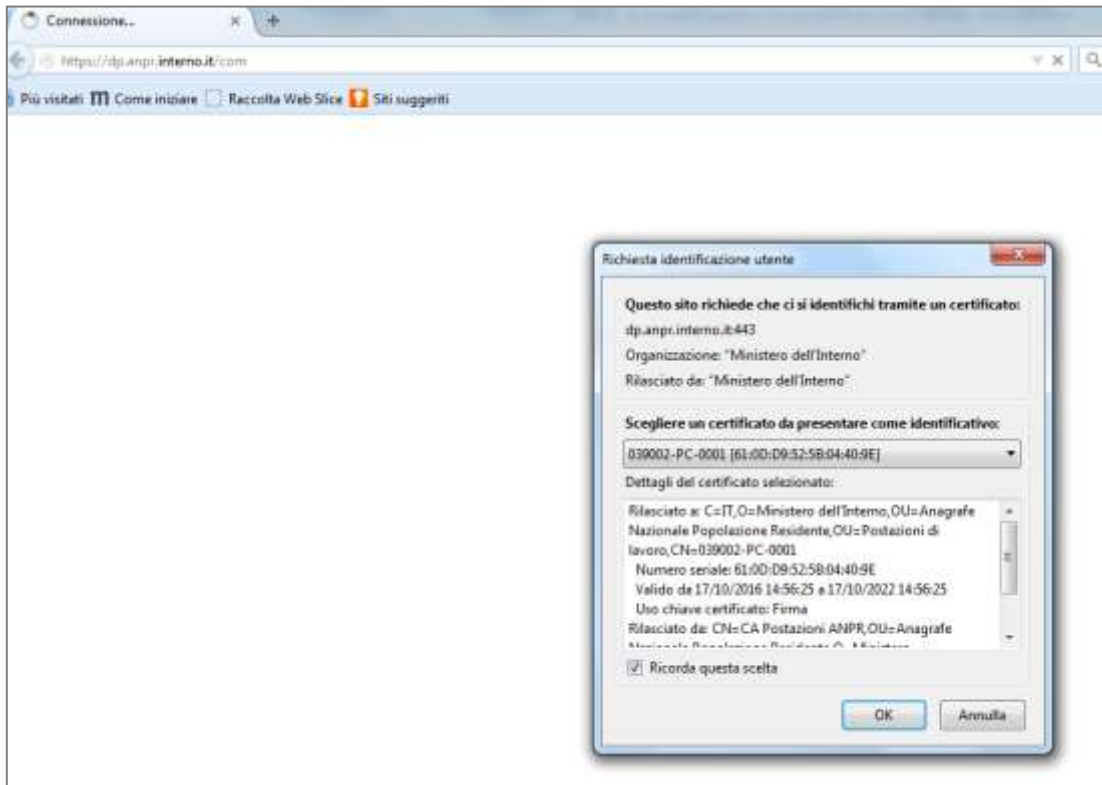 Connessione...
https://dp.anpr.interno.it/com
Più visitati Come iniziare Raccolta Web Slice Siti suggeriti
Richiesta identificazione utente
Questo sito richiede che ci si identifichi tramite un certificato:
dp.anpr.interno.it:443
Organizzazione: "Ministero dell'Interno"
Rilasciato da: "Ministero dell'Interno"
Scegliere un certificato da presentare come identificativo:
039002-PC-0001 [61:0D:D9:52:5B:04:40:9E]
Dettagli del certificato selezionato:
Rilasciato a: C=IT,O=Ministero dell'Interno,OU=Anagrafe
Nazionale Popolazione Residente,OU=Postazioni di
lavoro,CN=039002-PC-0001
Numero seriale: 61:0D:D9:52:5B:04:40:9E
Valido da 17/10/2016 14:56:25 a 17/10/2022 14:56:25
Uso chiave certificato: Firma
Rilasciato da: CN=CA Postazioni ANPR,OU=Anagrafe
Nazionale Popolazione Residente,O=Ministero
Ricorda questa scelta
OK Annulla